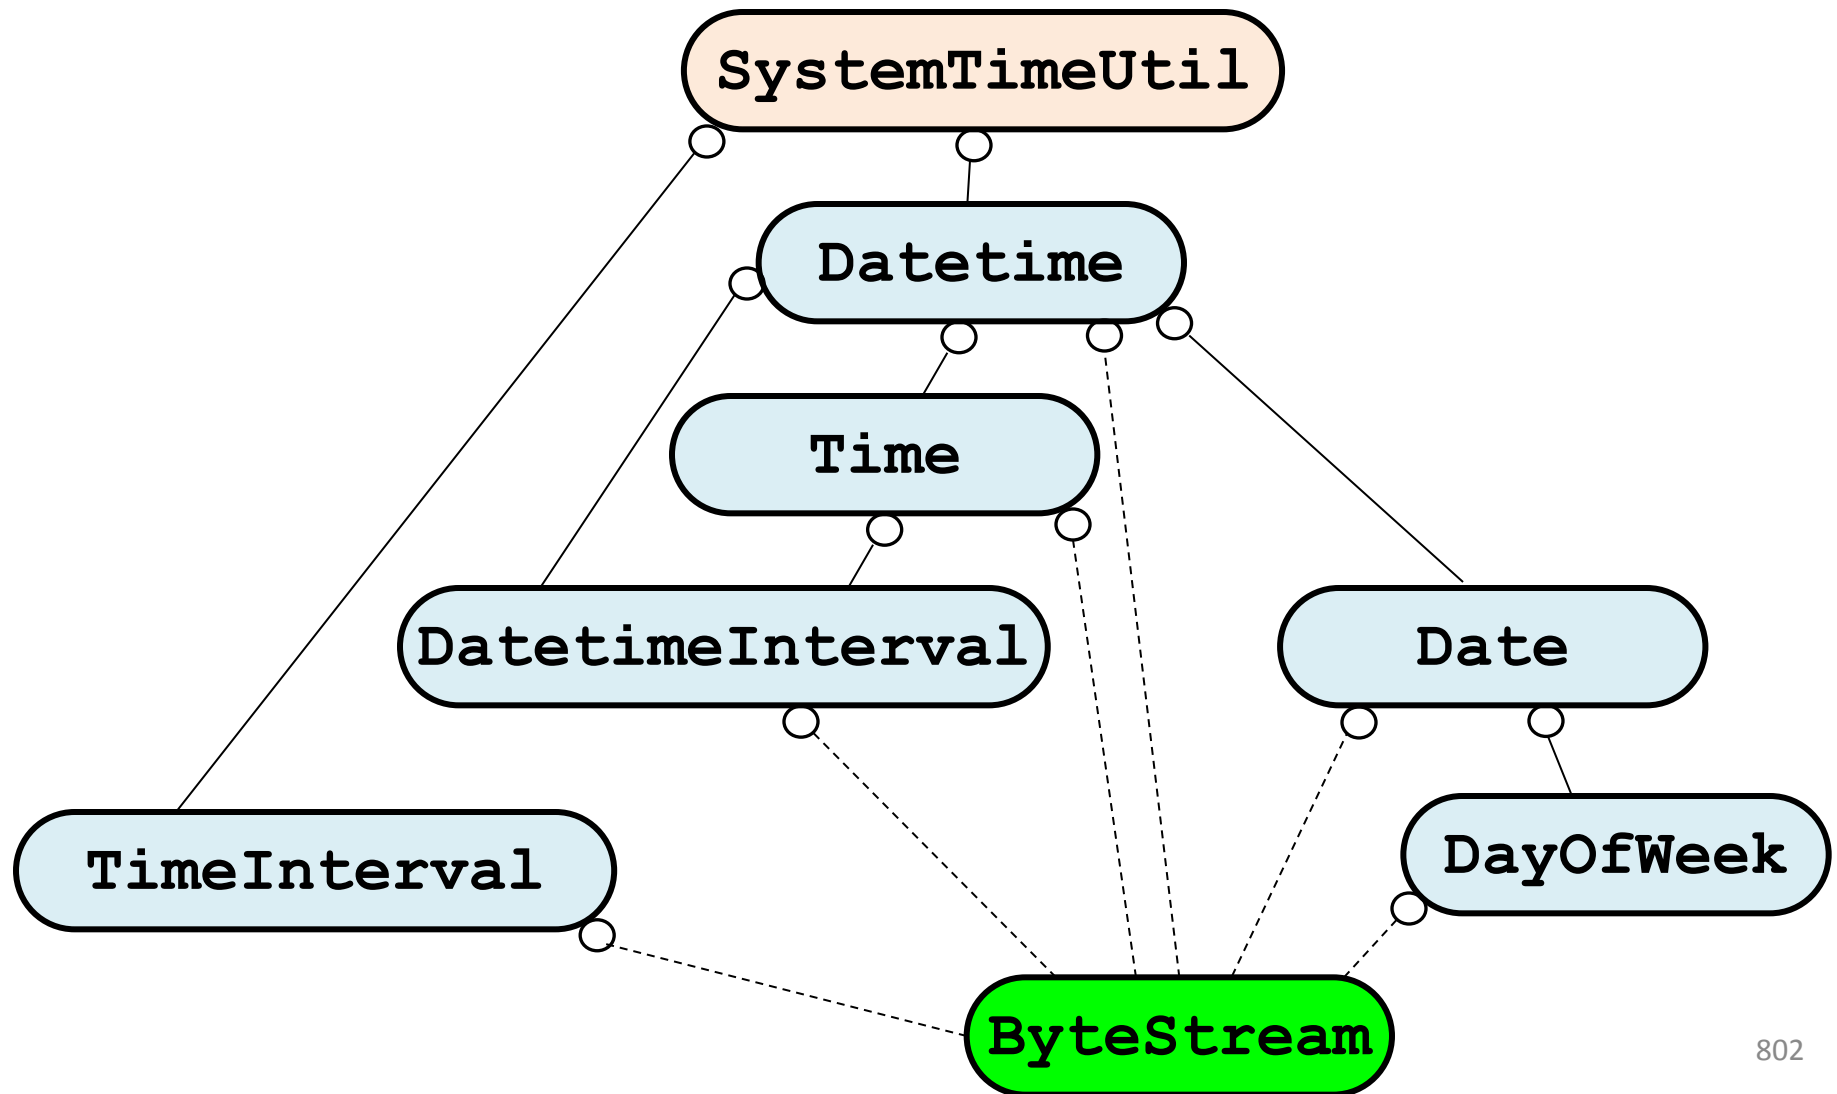 SystemTimeUtil
Datetime
Time
DatetimeInterval
Date
TimeInterval
DayOfWeek
ByteStream
802